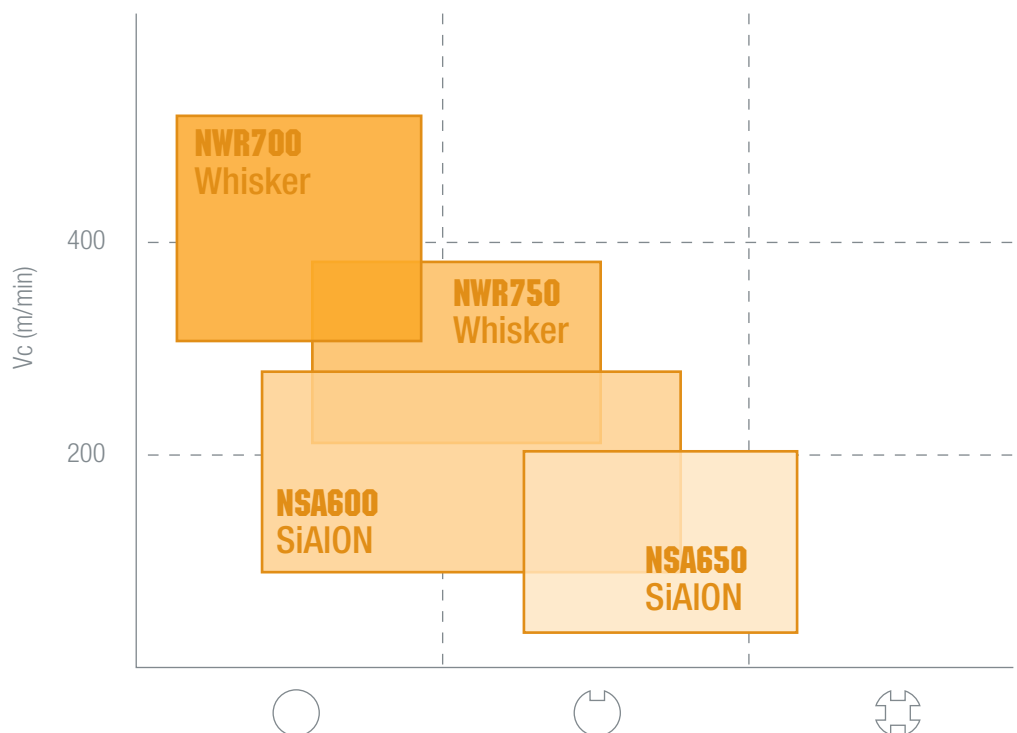 NWR700
Whisker
400
NWR750
Whisker
Vc (m/min)
200
NSA600
SiAlON
NSA650
SiAlON